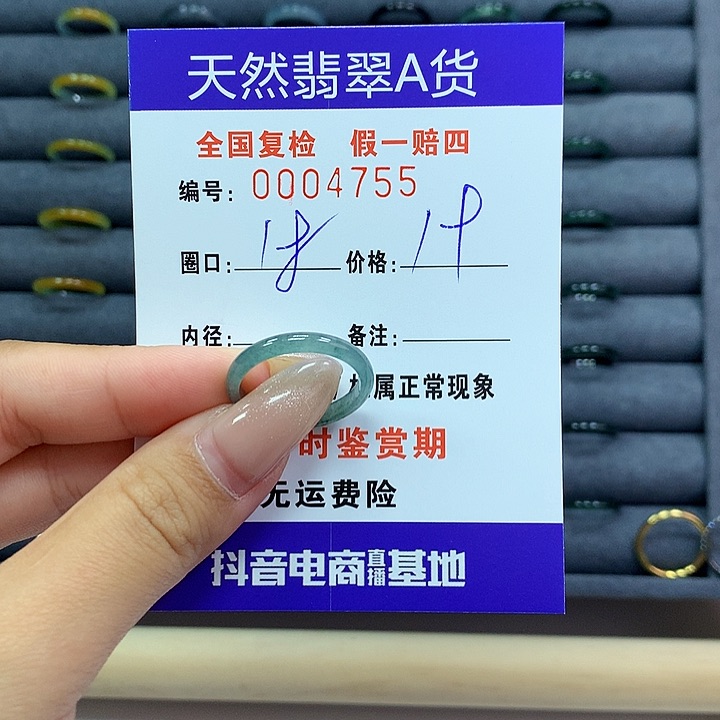 天然翡翠A货
全国复检 假一赔四
编号: 0004755
圈口: 18 价格: 19
内径: 备注:
属正常现象
时鉴赏期
无运费险
抖音电商直播基地